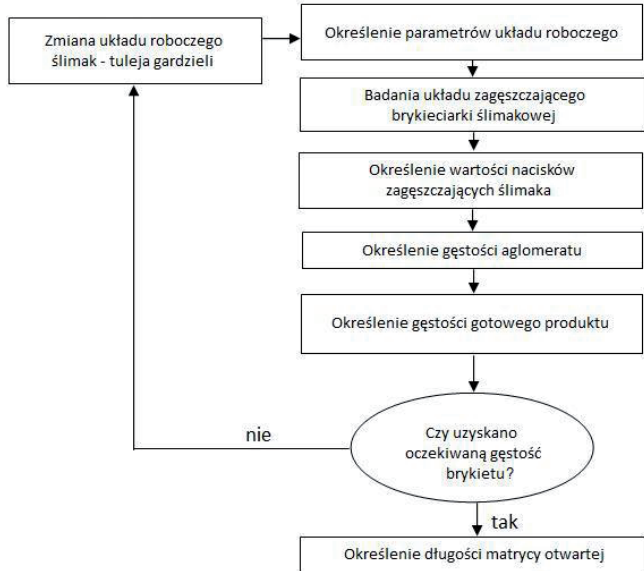 Zmiana układu roboczego
ślimak - tuleja gardzieli
Określenie parametrów układu roboczego
Badania układu zagęszczającego
brykieciarki ślimakowej
Określenie wartości nacisków
zagęszczających ślimaka
Określenie gęstości aglomeratu
Określenie gęstości gotowego produktu
Czy uzyskano
oczekiwaną gęstość
brykietu?
nie
tak
Określenie długości matrycy otwartej